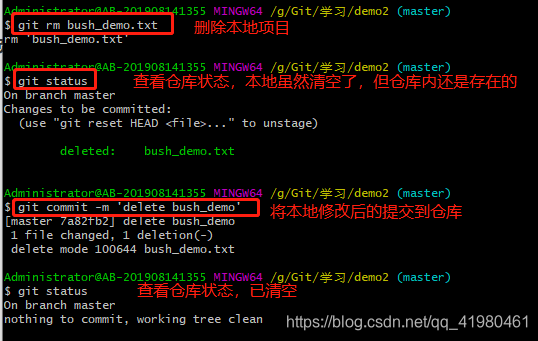 Administrator@AB-201908141355 MINGW64 /g/Git/学习/demo2 (master)
$ git rm bush_demo.txt 删除本地项目
rm 'bush_demo.txt'
Administrator@AB-201908141355 MINGW64 /g/Git/学习/demo2 (master)
$ git status 查看仓库状态，本地虽然清空了，但仓库内还是存在的
On branch master
Changes to be committed:
(use "git reset HEAD <file>..." to unstage)
deleted: bush_demo.txt
Administrator@AB-201908141355 MINGW64 /g/Git/学习/demo2 (master)
$ git commit -m 'delete bush_demo' 将本地修改后的提交到仓库
[master 7a82fb2] delete bush_demo
1 file changed, 1 deletion(-)
delete mode 100644 bush_demo.txt
Administrator@AB-201908141355 MINGW64 /g/Git/学习/demo2 (master)
$ git status 查看仓库状态，已清空
On branch master
nothing to commit, working tree clean
https://blog.csdn.net/qq_41980461